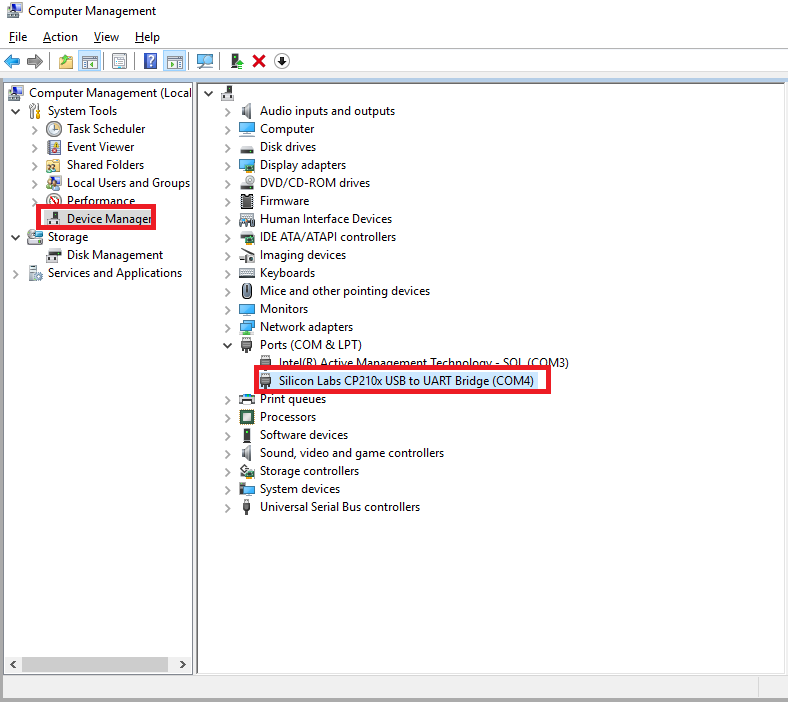 Computer Management
File Action View Help
Computer Management (Local
System Tools
Task Scheduler
Event Viewer
Shared Folders
Local Users and Groups
Performance
Device Manager
Storage
Disk Management
Services and Applications
Audio inputs and outputs
Computer
Disk drives
Display adapters
DVD/CD-ROM drives
Firmware
Human Interface Devices
IDE ATA/ATAPI controllers
Imaging devices
Keyboards
Mice and other pointing devices
Monitors
Network adapters
Ports (COM & LPT)
Intel(R) Active Management Technology - SOL (COM3)
Silicon Labs CP210x USB to UART Bridge (COM4)
Print queues
Processors
Software devices
Sound, video and game controllers
Storage controllers
System devices
Universal Serial Bus controllers